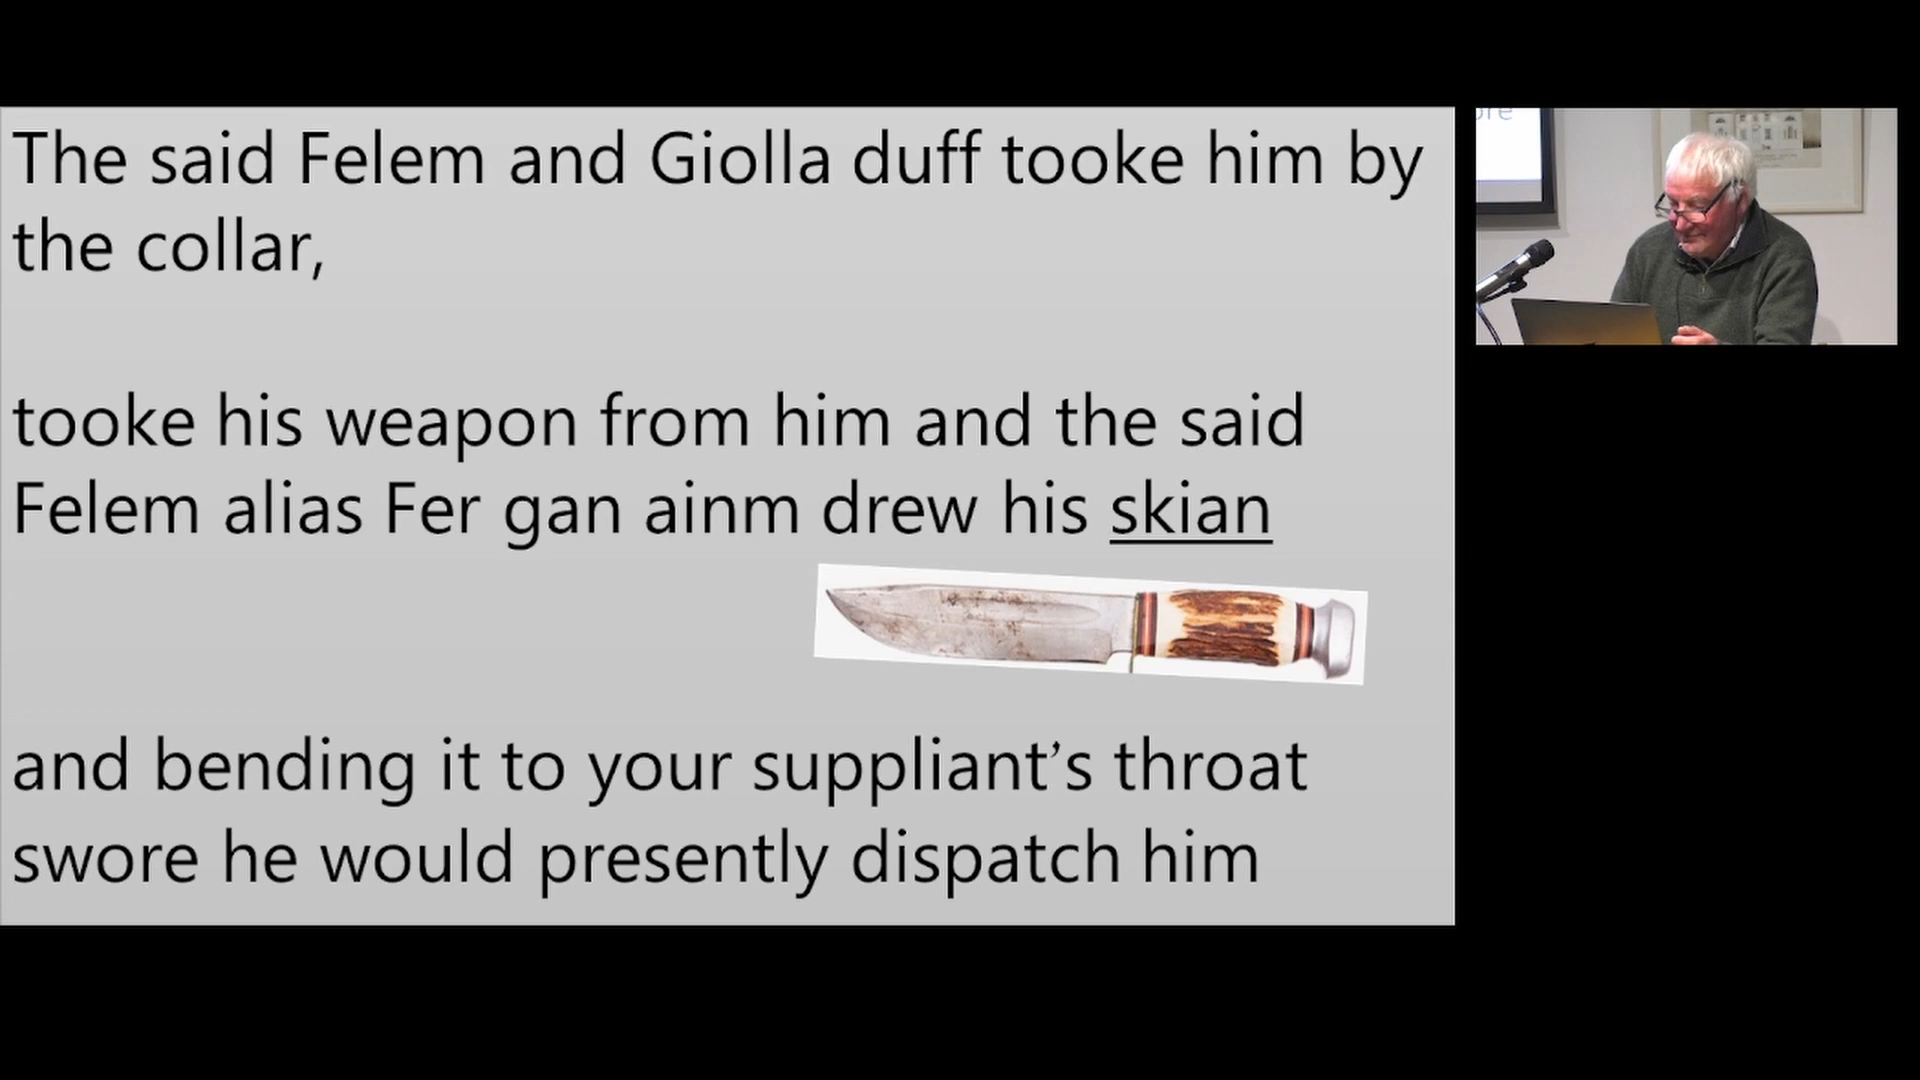 The said Felem and Giolla duff tooke him by
the collar,
tooke his weapon from him and the said
Felem alias Fer gan ainm drew his skian
and bending it to your suppliant’s throat
swore he would presently dispatch him